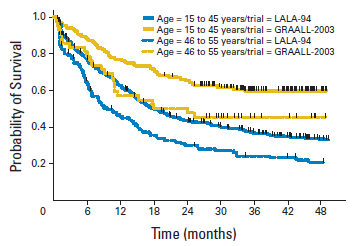 Age = 15 to 45 years/trial = LALA-94
Age = 15 to 45 years/trial = GRAALL-2003
Age = 46 to 55 years/trial = LALA-94
Age = 46 to 55 years/trial = GRAALL-2003
Probability of Survival
1.0
0.8
0.6
0.4
0.2
0 6 12 18 24 30 36 42 48
Time (months)